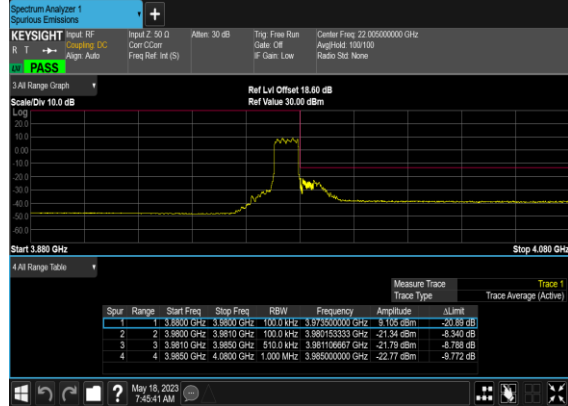 Spectrum Analyzer 1
Spurious Emissions
+
KEYSIGHT Input: RF Input Z: 50 Ω Atten: 30 dB Trig: Free Run Center Freq: 22.005000000 GHz
R T Coupling: DC Corr CCorr Gate: Off Avg|Hold: 100/100
Align: Auto Freq Ref: Int (S) IF Gain: Low Radio Std: None
PASS
3 All Range Graph Ref Lvl Offset 18.60 dB
Scale/Div 10.0 dB Ref Value 30.00 dBm
Log
20.0
10.0
0.00
-10.0
-20.0
-30.0
-40.0
-50.0
-60.0
Start 3.880 GHz Stop 4.080 GHz
4 All Range Table
Measure Trace Trace 1
Trace Type Trace Average (Active)
Spur Range Start Freq Stop Freq RBW Frequency Amplitude ΔLimit
1 1 3.8800 GHz 3.9800 GHz 100.0 kHz 3.973500000 GHz 9.105 dBm -20.89 dB
2 2 3.9800 GHz 3.9810 GHz 100.0 kHz 3.980153333 GHz -21.34 dBm -8.340 dB
3 3 3.9810 GHz 3.9850 GHz 510.0 kHz 3.981106667 GHz -21.79 dBm -8.788 dB
4 4 3.9850 GHz 4.0800 GHz 1.000 MHz 3.985000000 GHz -22.77 dBm -9.772 dB
? May 18, 2023
7:45:41 AM